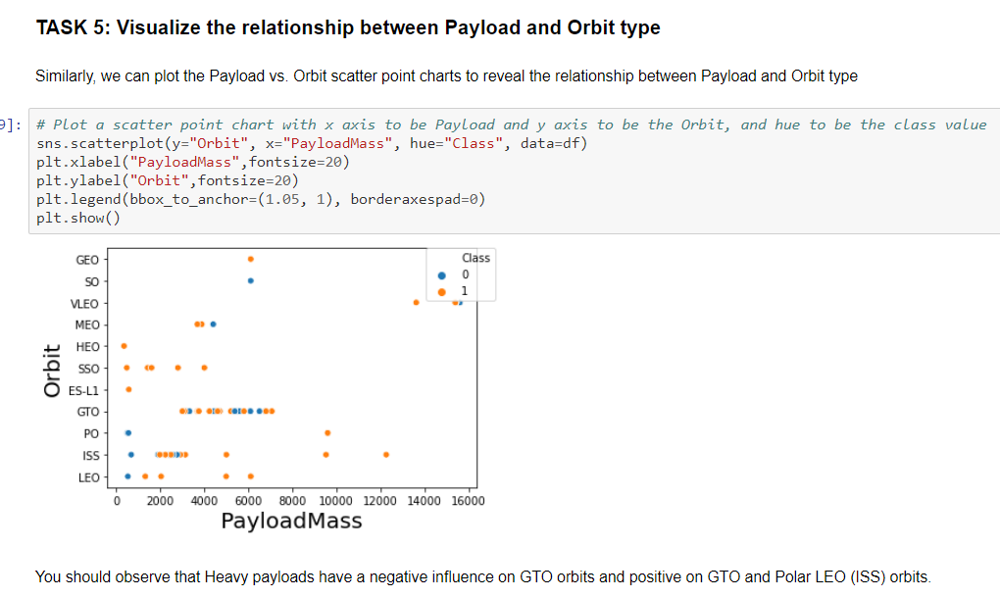 TASK 5: Visualize the relationship between Payload and Orbit type
Similarly, we can plot the Payload vs. Orbit scatter point charts to reveal the relationship between Payload and Orbit type
9]:
# Plot a scatter point chart with x axis to be Payload and y axis to be the Orbit, and hue to be the class value
sns.scatterplot(y="Orbit", x="PayloadMass", hue="Class", data=df)
plt.xlabel("PayloadMass",fontsize=20)
plt.ylabel("Orbit",fontsize=20)
plt.legend(bbox_to_anchor=(1.05, 1), borderaxespad=0)
plt.show()
Class
0
1
Orbit
GEO
SO
VLEO
MEO
HEO
SSO
ES-L1
GTO
PO
ISS
LEO
0 2000 4000 6000 8000 10000 12000 14000 16000
PayloadMass
You should observe that Heavy payloads have a negative influence on GTO orbits and positive on GTO and Polar LEO (ISS) orbits.